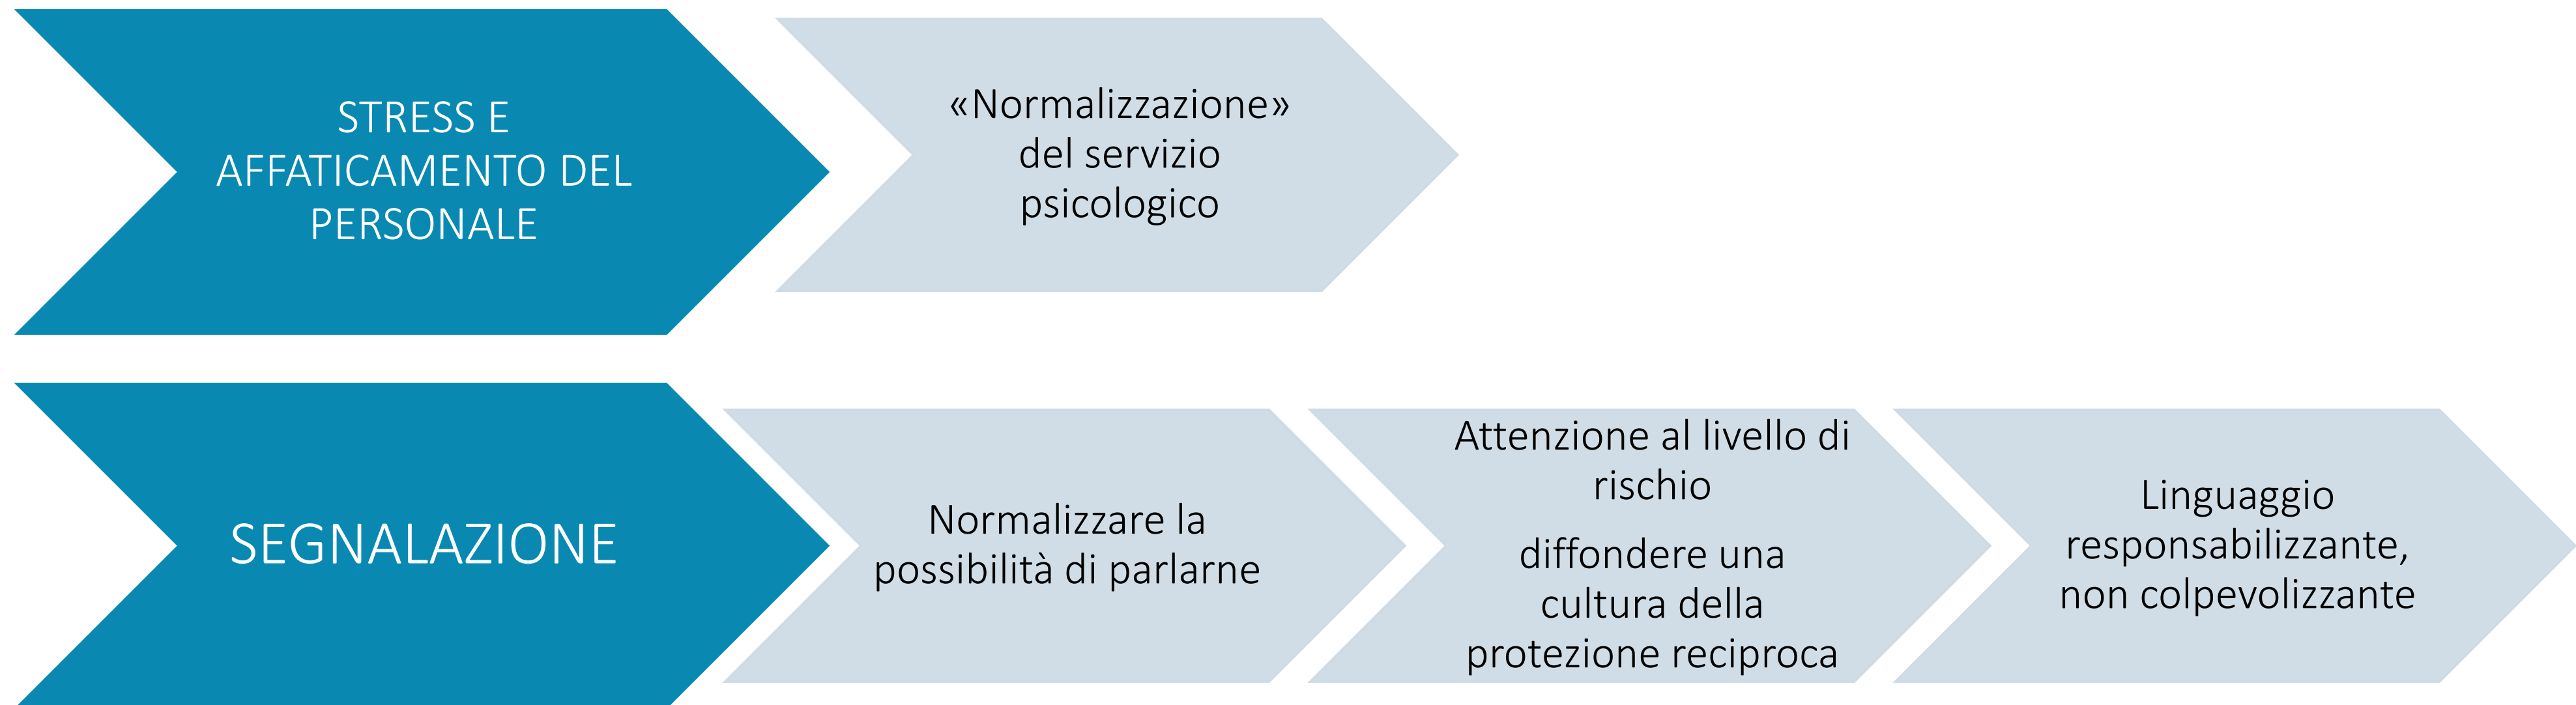 STRESS E
AFFATICAMENTO DEL
PERSONALE
«Normalizzazione»
del servizio
psicologico
SEGNALAZIONE
Normalizzare la
possibilità di parlarne
Attenzione al livello di
rischio
diffondere una
cultura della
protezione reciproca
Linguaggio
responsabilizzante,
non colpevolizzante